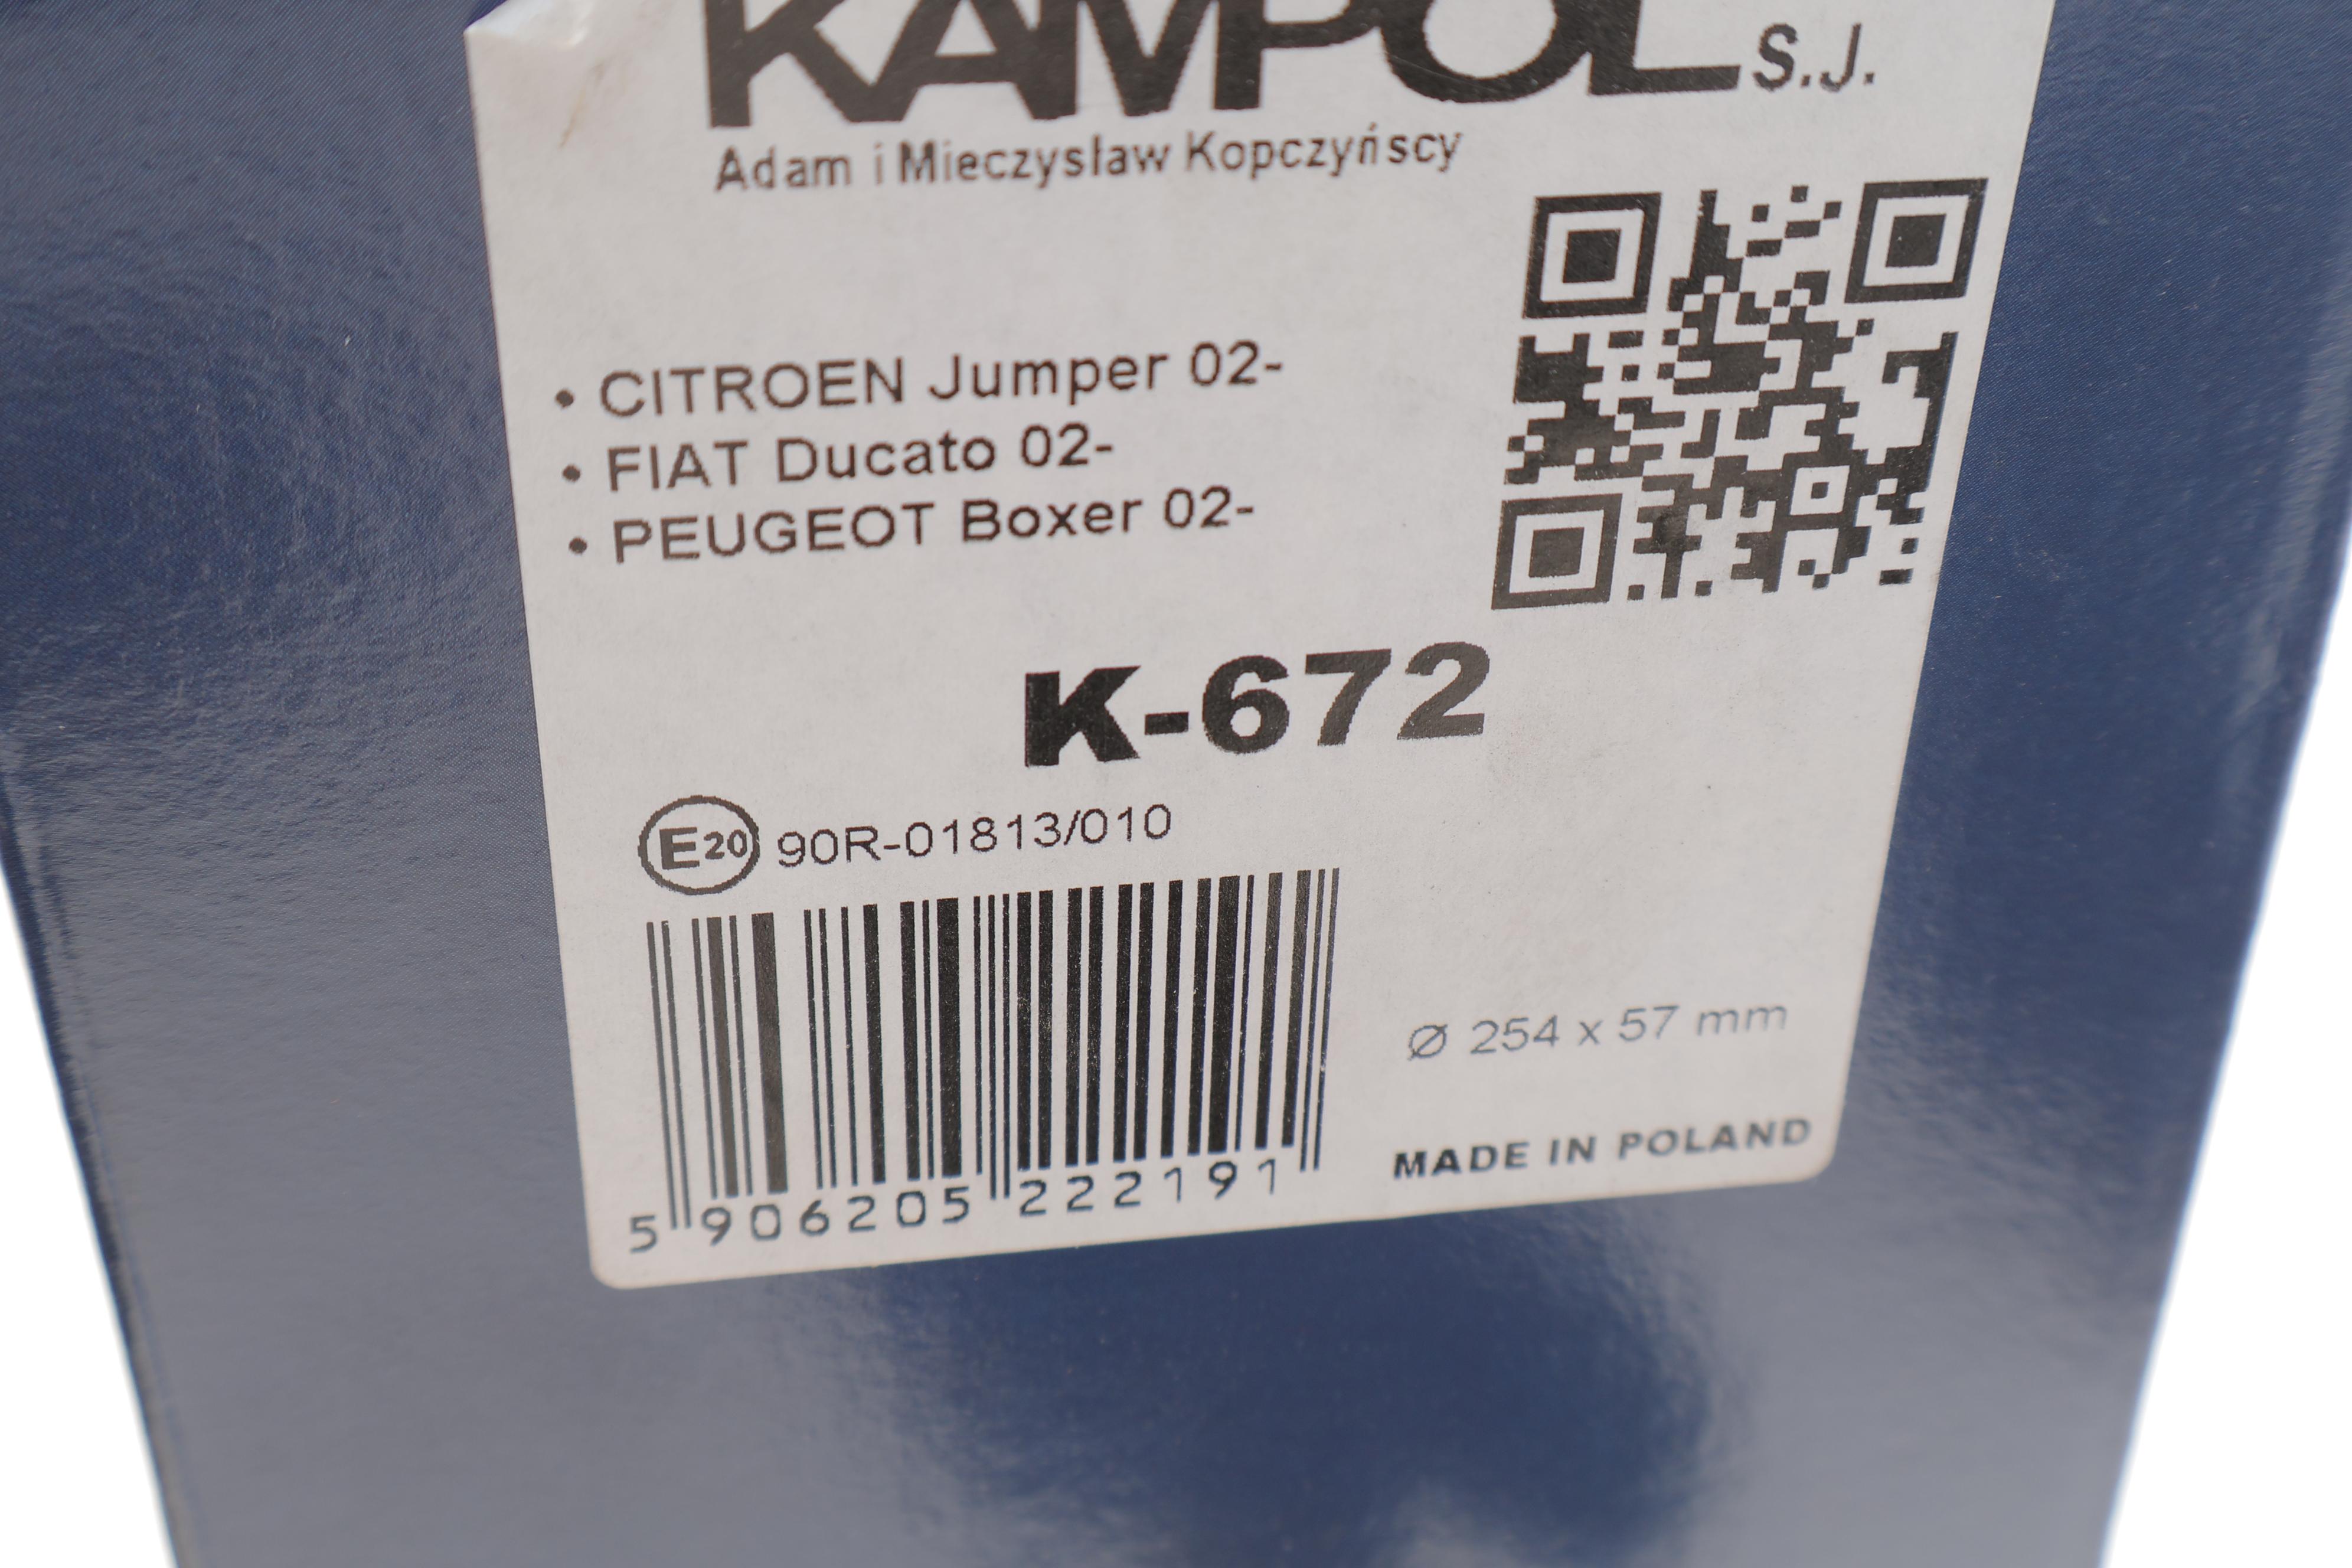 KAMPOL S.J.
Adam i Mieczysław Kopczyńscy
• CITROEN Jumper 02-
• FIAT Ducato 02-
• PEUGEOT Boxer 02-
K-672
E20 90R-01813/010
Ø 254 x 57 mm
MADE IN POLAND
5 906205 222191